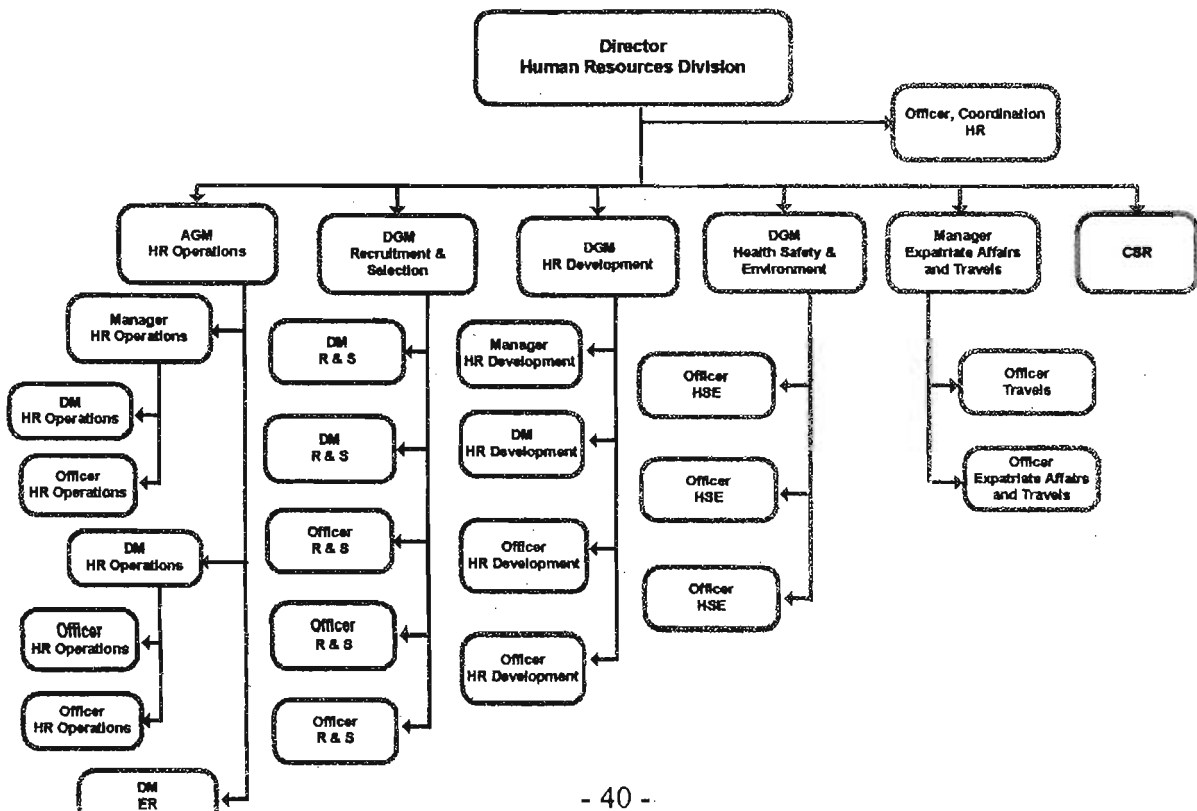 Director
Human Resources Division
Officer, Coordination
HR
AGM
HR Operations
DGM
Recruitment &
Selection
DGM
HR Development
DGM
Health Safety &
Environment
Manager
Expatriate Affairs
and Travels
CSR
Manager
HR Operations
DM
HR Operations
Officer
HR Operations
DM
HR Operations
Officer
HR Operations
Officer
HR Operations
DM
ER
DM
R & S
DM
R & S
Officer
R & S
Officer
R & S
Officer
R & S
Manager
HR Development
DM
HR Development
Officer
HR Development
Officer
HR Development
Officer
HSE
Officer
HSE
Officer
HSE
Officer
Travels
Officer
Expatriate Affairs
and Travels
- 40 -